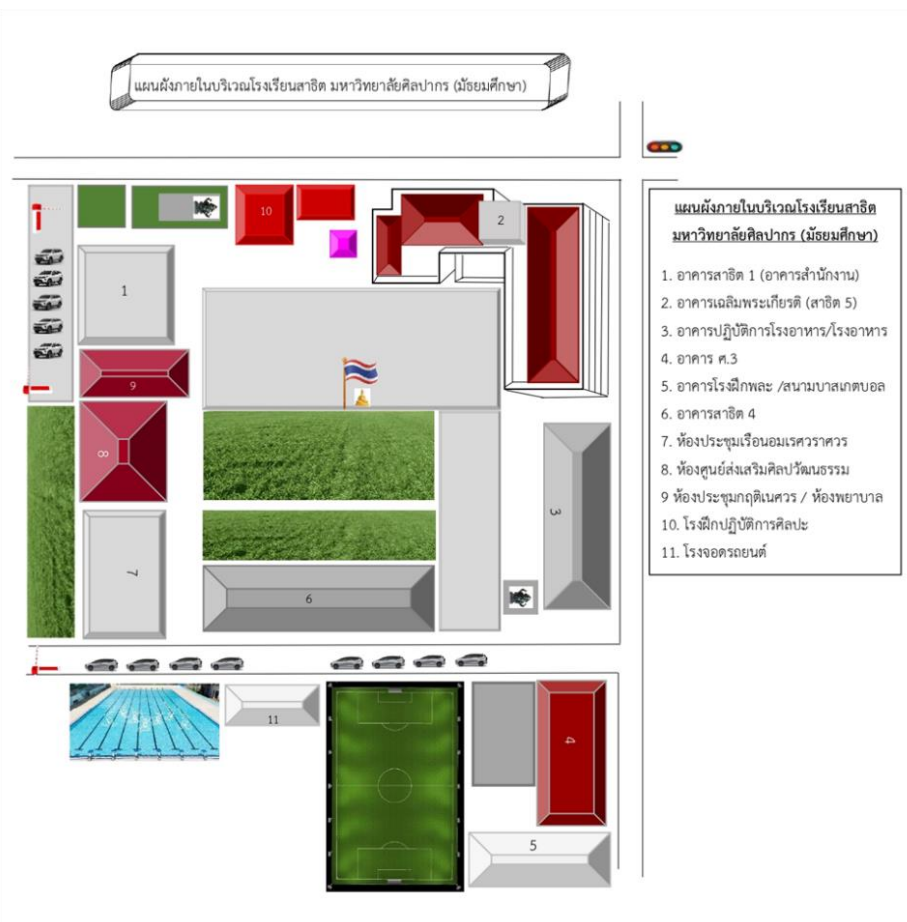 แผนผังภายในบริเวณโรงเรียนสาธิต มหาวิทยาลัยศิลปากร (มัธยมศึกษา)
10
2
1
9
8
7
6
3
11
4
5
แผนผังภายในบริเวณโรงเรียนสาธิต
มหาวิทยาลัยศิลปากร (มัธยมศึกษา)
1. อาคารสาธิต 1 (อาคารสำนักงาน)
2. อาคารเฉลิมพระเกียรติ (สาธิต 5)
3. อาคารปฏิบัติการโรงอาหาร/โรงอาหาร
4. อาคาร ศ.3
5. อาคารโรงฝึกพละ /สนามบาสเกตบอล
6. อาคารสาธิต 4
7. ห้องประชุมเรือนอมเรศวราศวร
8. ห้องศูนย์ส่งเสริมศิลปวัฒนธรรม
9 ห้องประชุมกฤติเนศวร / ห้องพยาบาล
10. โรงฝึกปฏิบัติการศิลปะ
11. โรงจอดรถยนต์